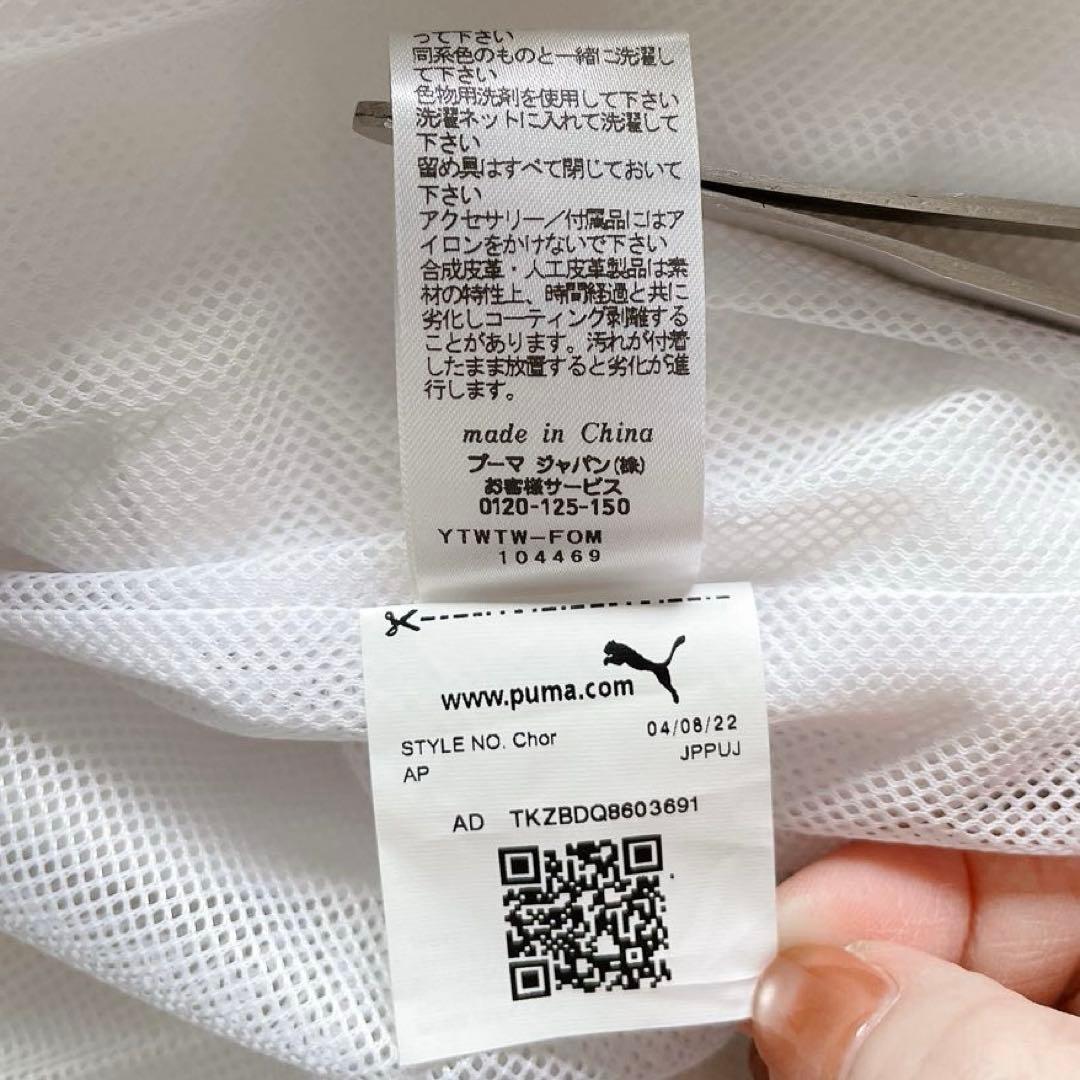 って下さい
同系色のものと一緒に洗濯し
て下さい
色物用洗剤を使用して下さい
洗濯ネットに入れて洗濯して
下さい
留め具はすべて閉じておいて
下さい
アクセサリー/付属品にはア
イロンをかけないで下さい
合成皮革・人工皮革製品は素
材の特性上、時間経過と共に
劣化しコーティング剥離する
ことがあります。汚れが付着
したまま放置すると劣化が進
行します。
made in China
プーマ ジャパン(株)
お客様サービス
0120-125-150
YTWTW-FOM
104469
www.puma.com
STYLE NO. Chor 04/08/22
AP JPPUJ
AD TKZBDQ8603691